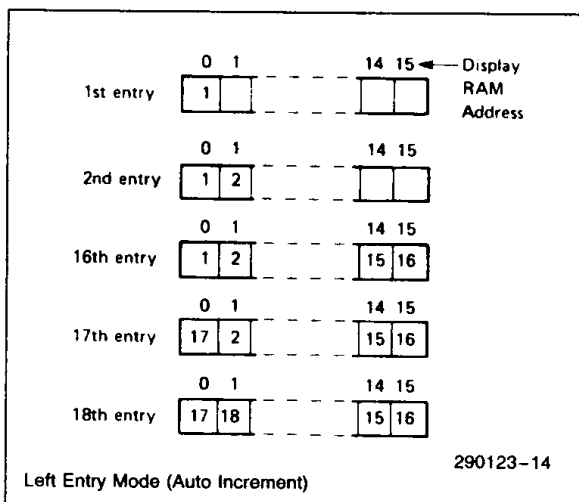 0 1 14 15 ← Display
1st entry 1 RAM
Address
0 1 14 15
2nd entry 1 2
0 1 14 15
16th entry 1 2 15 16
0 1 14 15
17th entry 17 2 15 16
0 1 14 15
18th entry 17 18 15 16
290123-14
Left Entry Mode (Auto Increment)